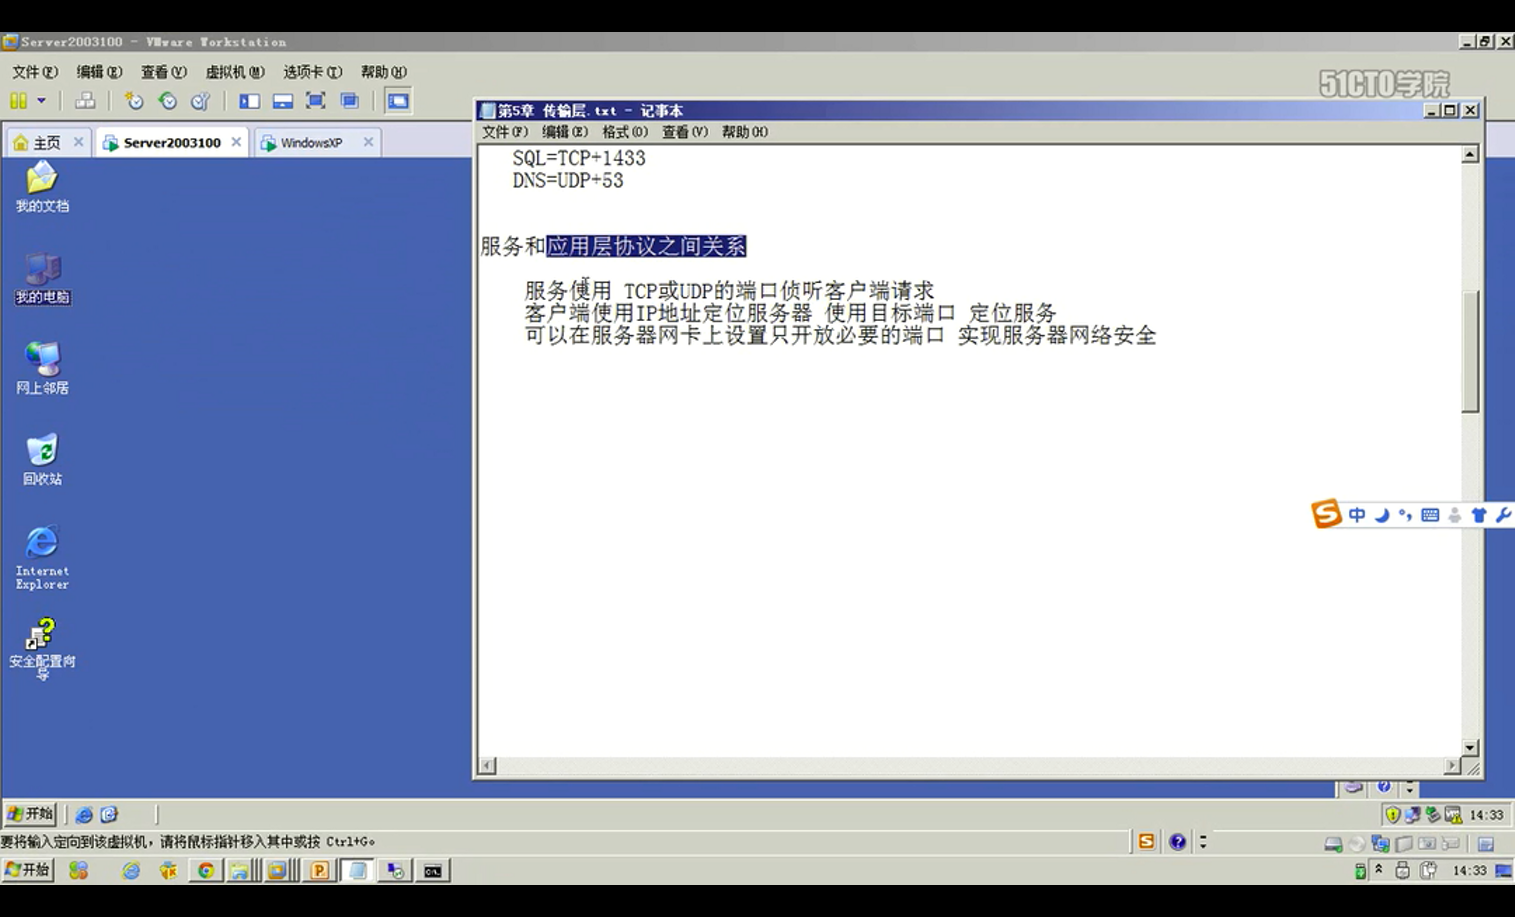 Server2003100 - VMware Workstation
文件(F) 编辑(E) 查看(V) 虚拟机(M) 选项卡(T) 帮助(H)
51CTO学院
主页 Server2003100 WindowsXP
第5章 传输层.txt - 记事本
文件(F) 编辑(E) 格式(O) 查看(V) 帮助(H)
SQL=TCP+1433
DNS=UDP+53
服务和应用层协议之间关系
服务使用 TCP或UDP的端口侦听客户端请求
客户端使用IP地址定位服务器 使用目标端口 定位服务
可以在服务器网卡上设置只开放必要的端口 实现服务器网络安全
我的文档
我的电脑
网上邻居
回收站
Internet
Explorer
安全配置向
导
中
开始
14:33
要将输入定向到该虚拟机，请将鼠标指针移入其中或按 Ctrl+G。
开始
14:33